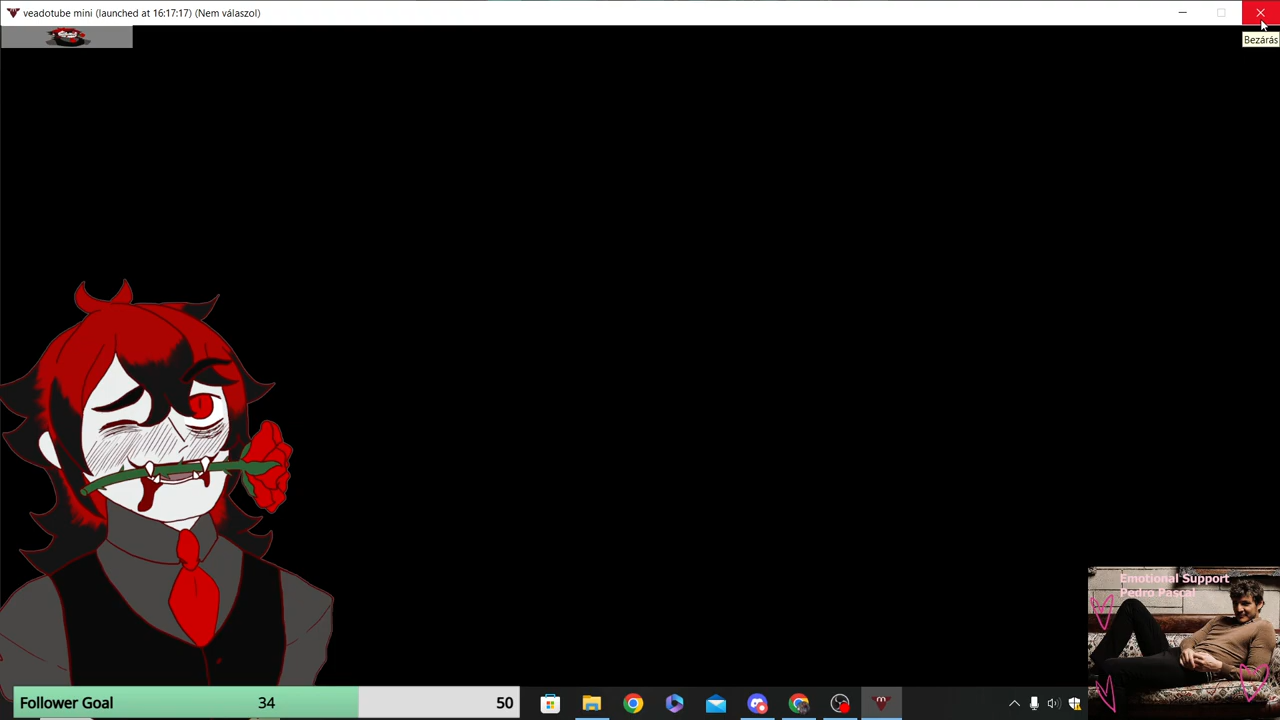 veadotube mini (launched at 16:17:17) (Nem válaszol)
Bezárás
Emotional Support
Pedro Pascal
Follower Goal 34 50